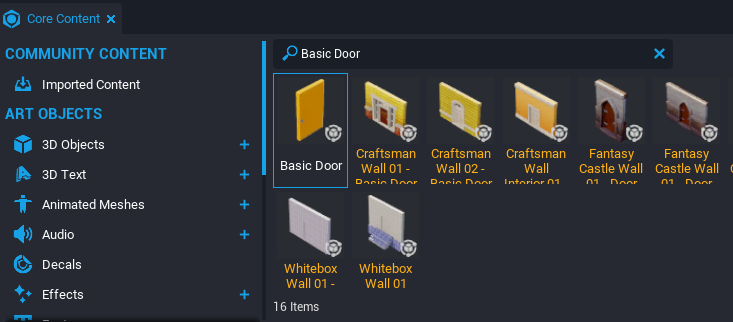 Core Content
COMMUNITY CONTENT
Imported Content
ART OBJECTS
3D Objects
3D Text
Animated Meshes
Audio
Decals
Effects
Basic Door
Basic Door
Craftsman
Wall 01 -
Basic Door
Craftsman
Wall 02 -
Basic Door
Craftsman
Wall
Interior 01
Fantasy
Castle Wall
01 - Door
Fantasy
Castle Wall
01 - Door
Whitebox
Wall 01 -
Whitebox
Wall 01
16 Items